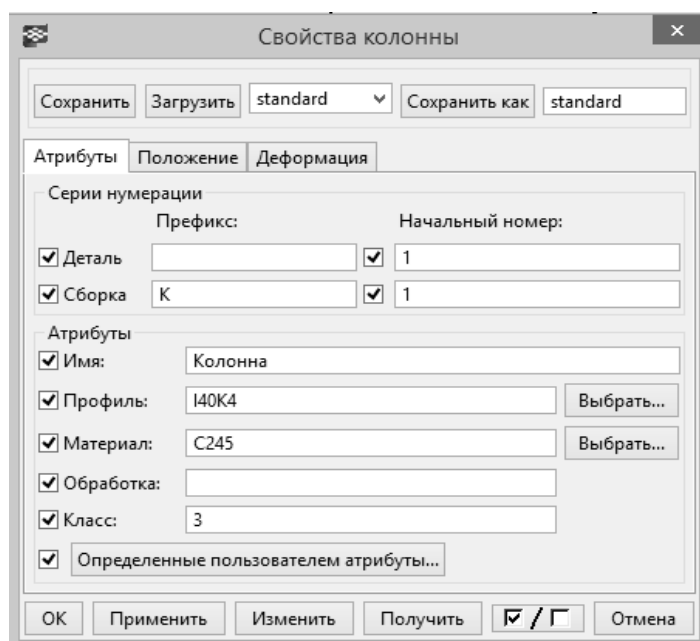 Свойства колонны
Сохранить Загрузить standard Сохранить как standard
Атрибуты Положение Деформация
Серии нумерации
Префикс: Начальный номер:
Деталь 1
Сборка К 1
Атрибуты
Имя: Колонна
Профиль: I40K4 Выбрать...
Материал: C245 Выбрать...
Обработка:
Класс: 3
Определенные пользователем атрибуты...
OK Применить Изменить Получить / Отмена